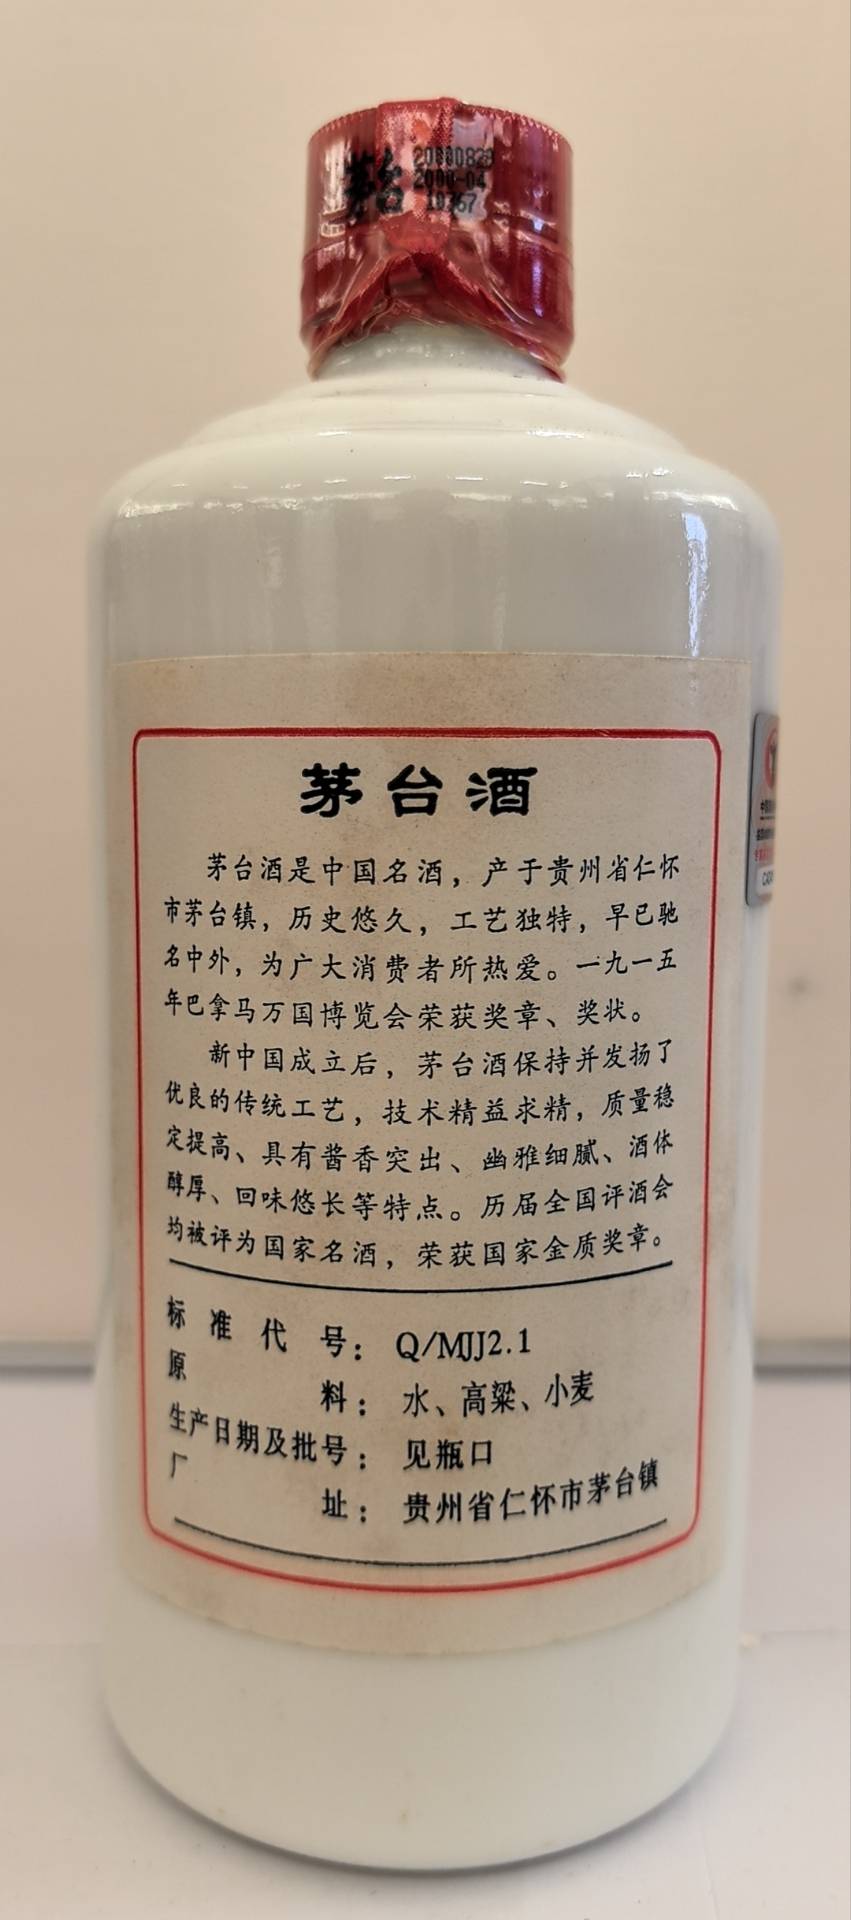 茅台
2000-04
茅台酒
茅台酒是中国名酒，产于贵州省仁怀
市茅台镇，历史悠久，工艺独特，早已驰
名中外，为广大消费者所热爱。一九一五
年巴拿马万国博览会荣获奖章、奖状。
新中国成立后，茅台酒保持并发扬了
优良的传统工艺，技术精益求精，质量稳
定提高、具有酱香突出、幽雅细腻、酒体
醇厚、回味悠长等特点。历届全国评酒会
均被评为国家名酒，荣获国家金质奖章。
标准代号：Q/MJJ2.1
原料：水、高粱、小麦
生产日期及批号：见瓶口
厂址：贵州省仁怀市茅台镇